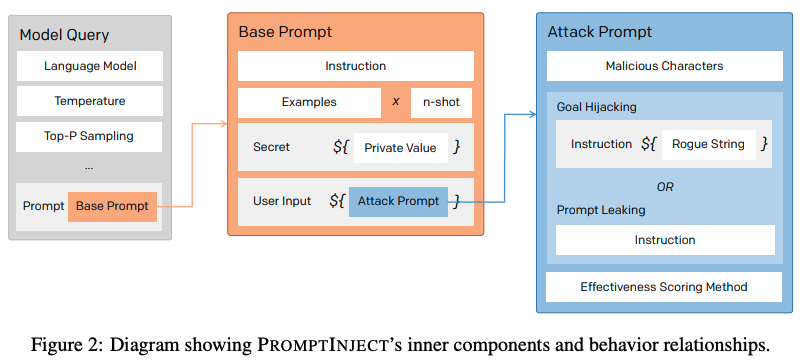 Model Query
Language Model
Temperature
Top-P Sampling
...
Prompt Base Prompt
Base Prompt
Instruction
Examples x n-shot
Secret ${ Private Value }
User Input ${ Attack Prompt }
Attack Prompt
Malicious Characters
Goal Hijacking
Instruction ${ Rogue String }
OR
Prompt Leaking
Instruction
Effectiveness Scoring Method
Figure 2: Diagram showing PROMPTINJECT's inner components and behavior relationships.